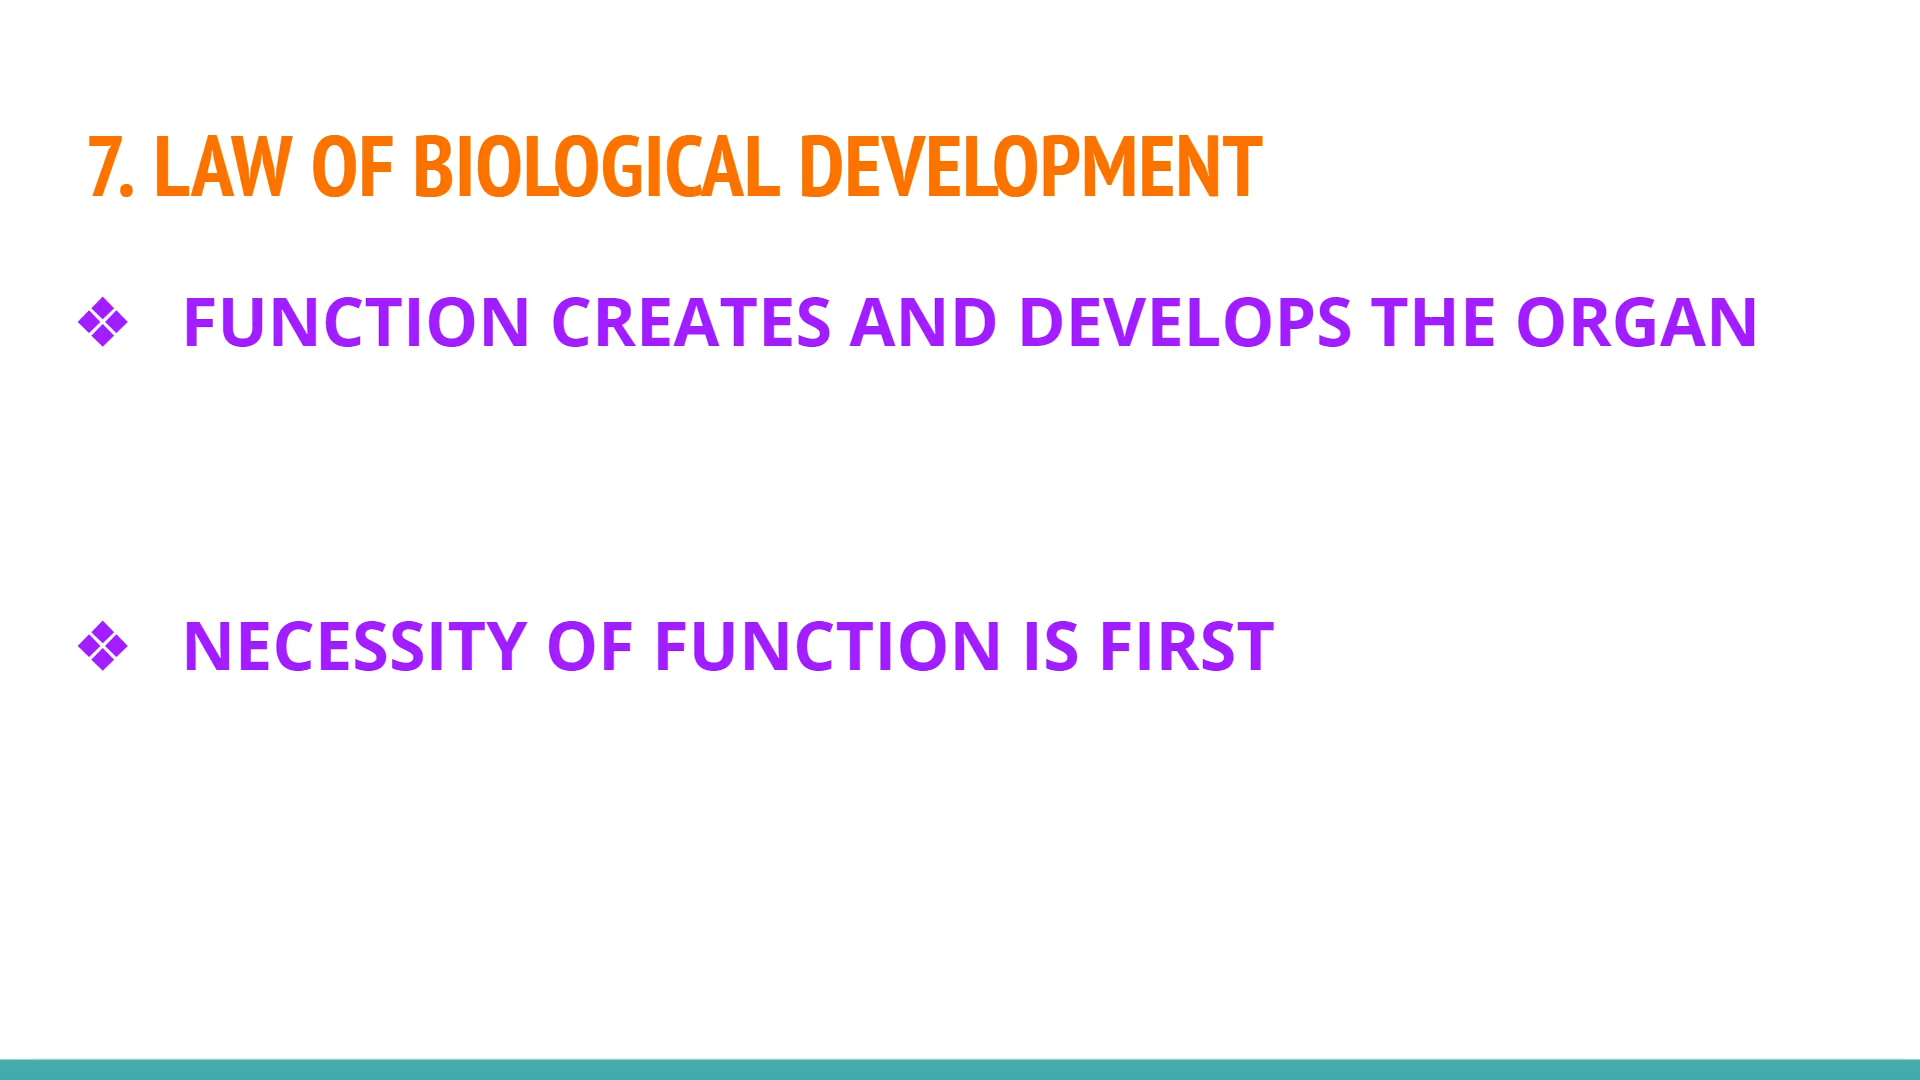 7. LAW OF BIOLOGICAL DEVELOPMENT
❖ FUNCTION CREATES AND DEVELOPS THE ORGAN
❖ NECESSITY OF FUNCTION IS FIRST